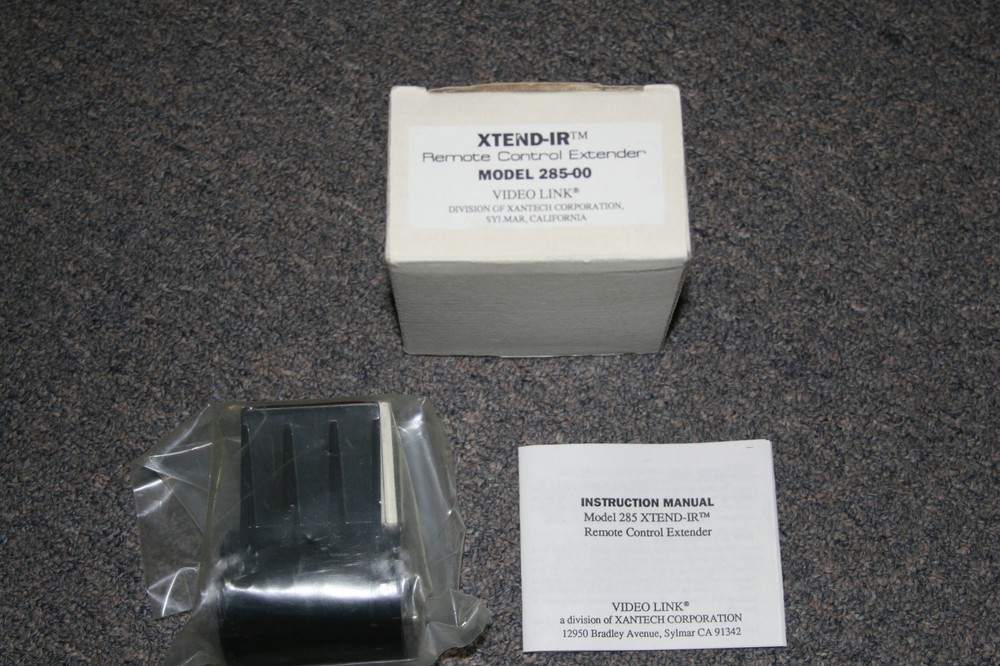 XTEND-IR™
Remote Control Extender
MODEL 285-00
VIDEO LINK®
DIVISION OF XANTECH CORPORATION,
SYLMAR, CALIFORNIA
INSTRUCTION MANUAL
Model 285 XTEND-IR™
Remote Control Extender
VIDEO LINK®
a division of XANTECH CORPORATION
12950 Bradley Avenue, Sylmar CA 91342